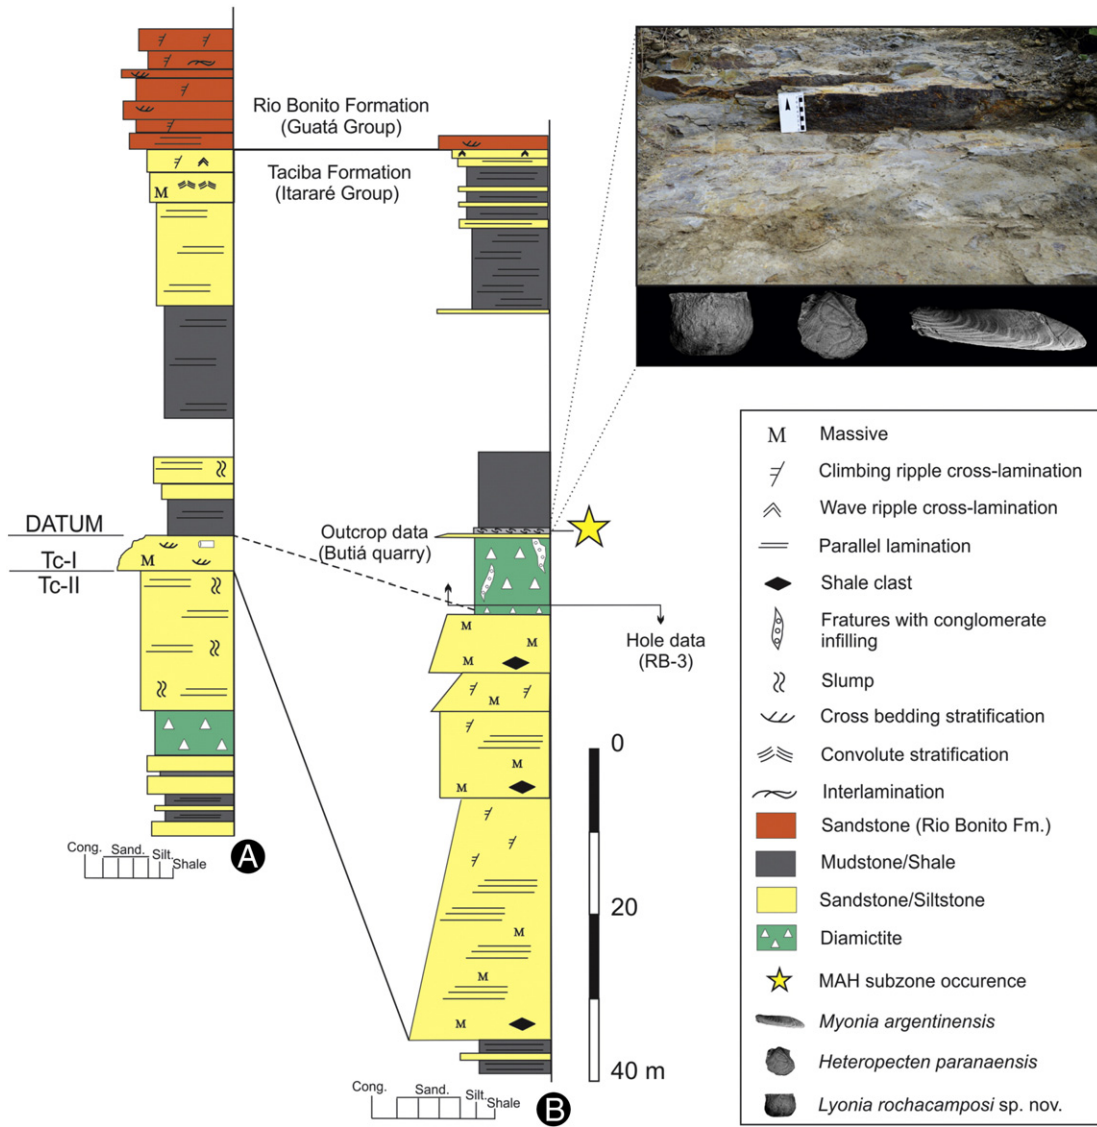 Rio Bonito Formation
(Guatá Group)
Taciba Formation
(Itararé Group)
M
DATUM
Tc-I
M
Tc-II
Cong.
Sand.
Silt.
Shale
A
Outcrop data
(Butiá quarry)
Hole data
(RB-3)
M
M
M
M
M
M
M
M
M
0
20
40 m
Cong.
Sand.
Silt.
Shale
B
M Massive
Climbing ripple cross-lamination
Wave ripple cross-lamination
Parallel lamination
Shale clast
Fratures with conglomerate
infilling
Slump
Cross bedding stratification
Convolute stratification
Interlamination
Sandstone (Rio Bonito Fm.)
Mudstone/Shale
Sandstone/Siltstone
Diamictite
MAH subzone occurence
Myonia argentinensis
Heteropecten paranaensis
Lyonia rochacamposi sp. nov.